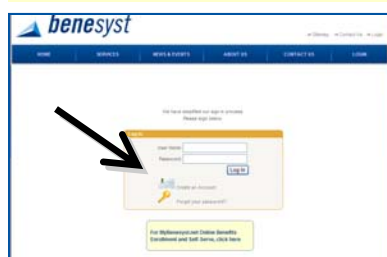 benesyst
Sitemap Contact Us Login
HOME SERVICES NEWS & EVENTS ABOUT US CONTACT US LOGIN
We have simplified our sign in process
Please sign in below
Log In
User Name
Password
Log In
Create an Account
Forgot your password?
For MyBenesyst.net Online Benefits
Enrollment and Self Serve, click here